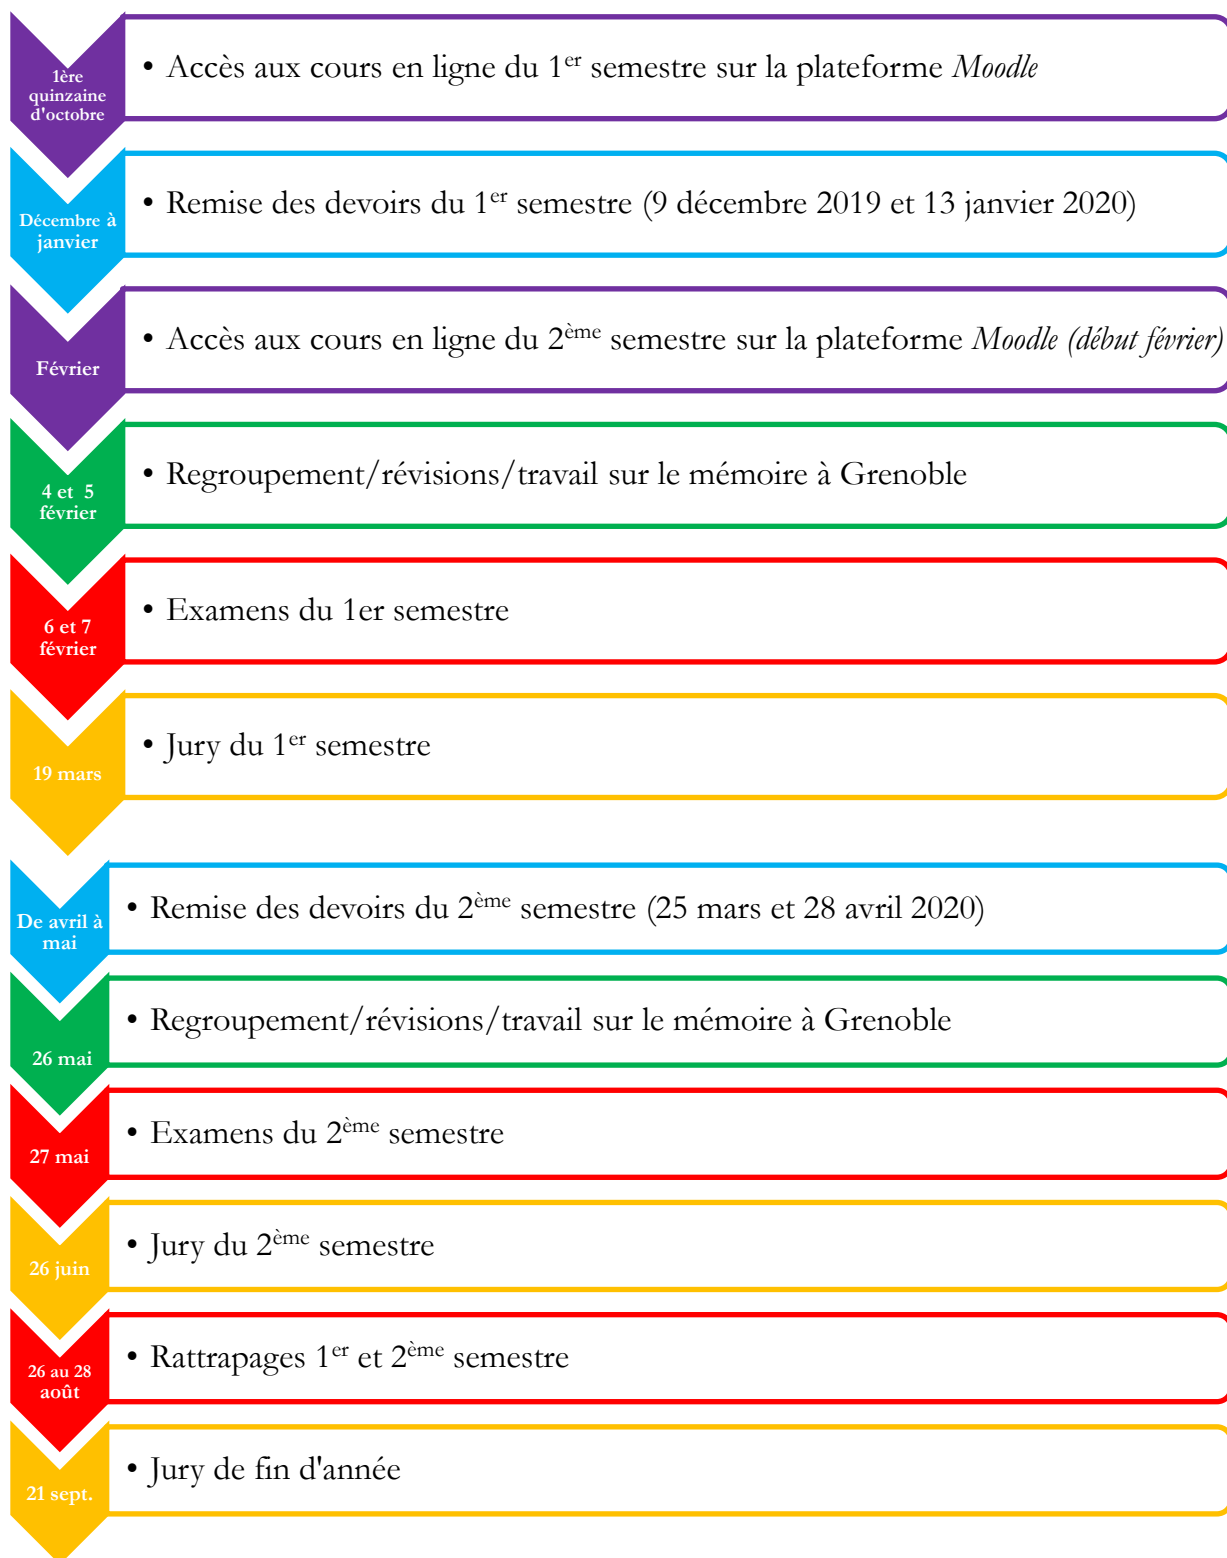 1ère
quinzaine
d'octobre
• Accès aux cours en ligne du 1er semestre sur la plateforme Moodle
Décembre à
janvier
• Remise des devoirs du 1er semestre (9 décembre 2019 et 13 janvier 2020)
Février
• Accès aux cours en ligne du 2ème semestre sur la plateforme Moodle (début février)
4 et 5
février
• Regroupement/révisions/travail sur le mémoire à Grenoble
6 et 7
février
• Examens du 1er semestre
19 mars
• Jury du 1er semestre
De avril à
mai
• Remise des devoirs du 2ème semestre (25 mars et 28 avril 2020)
26 mai
• Regroupement/révisions/travail sur le mémoire à Grenoble
27 mai
• Examens du 2ème semestre
26 juin
• Jury du 2ème semestre
26 au 28
août
• Rattrapages 1er et 2ème semestre
21 sept.
• Jury de fin d'année